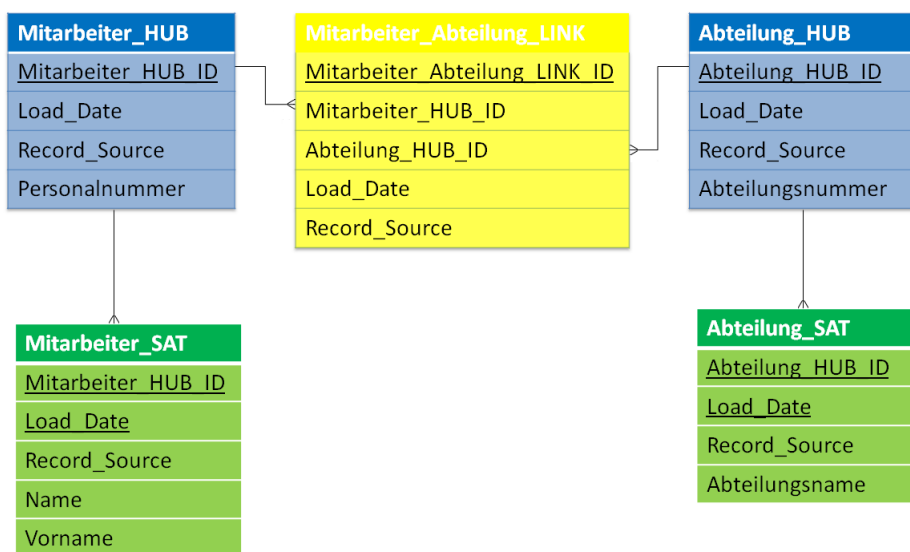 Mitarbeiter_HUB
Mitarbeiter_HUB_ID
Load_Date
Record_Source
Personalnummer
Mitarbeiter_Abteilung_LINK
Mitarbeiter_Abteilung_LINK_ID
Mitarbeiter_HUB_ID
Abteilung_HUB_ID
Load_Date
Record_Source
Abteilung_HUB
Abteilung_HUB_ID
Load_Date
Record_Source
Abteilungsnummer
Mitarbeiter_SAT
Mitarbeiter_HUB_ID
Load_Date
Record_Source
Name
Vorname
Abteilung_SAT
Abteilung_HUB_ID
Load_Date
Record_Source
Abteilungsname